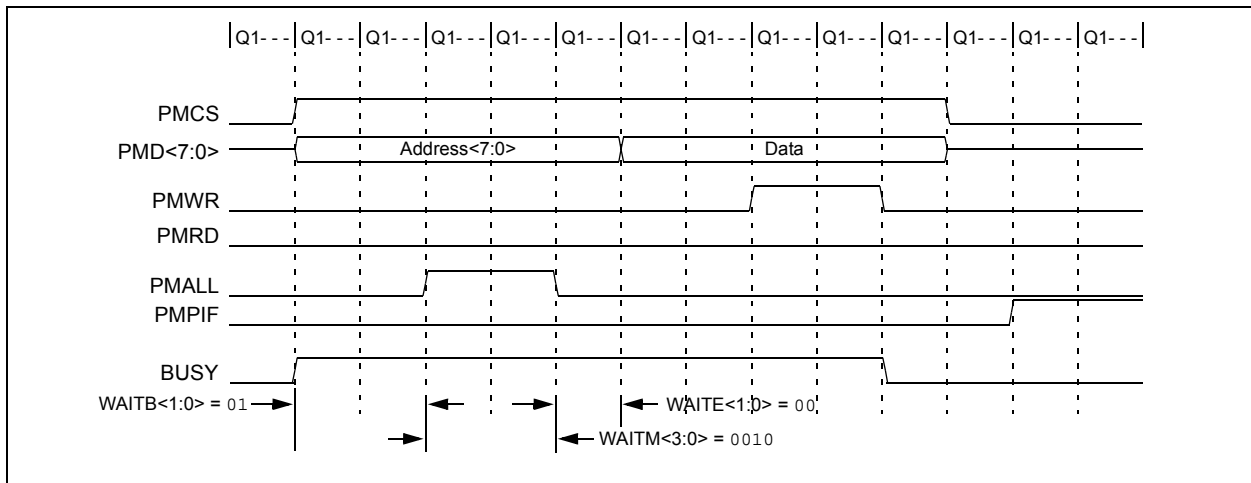 Q1- - - Q1- - - Q1- - - Q1- - - Q1- - - Q1- - - Q1- - - Q1- - - Q1- - - Q1- - - Q1- - - Q1- - - Q1- - - Q1- - -
PMCS
PMD<7:0> Address<7:0> Data
PMWR
PMRD
PMALL
PMPIF
BUSY
WAITB<1:0> = 01 WAITE<1:0> = 00
WAITM<3:0> = 0010